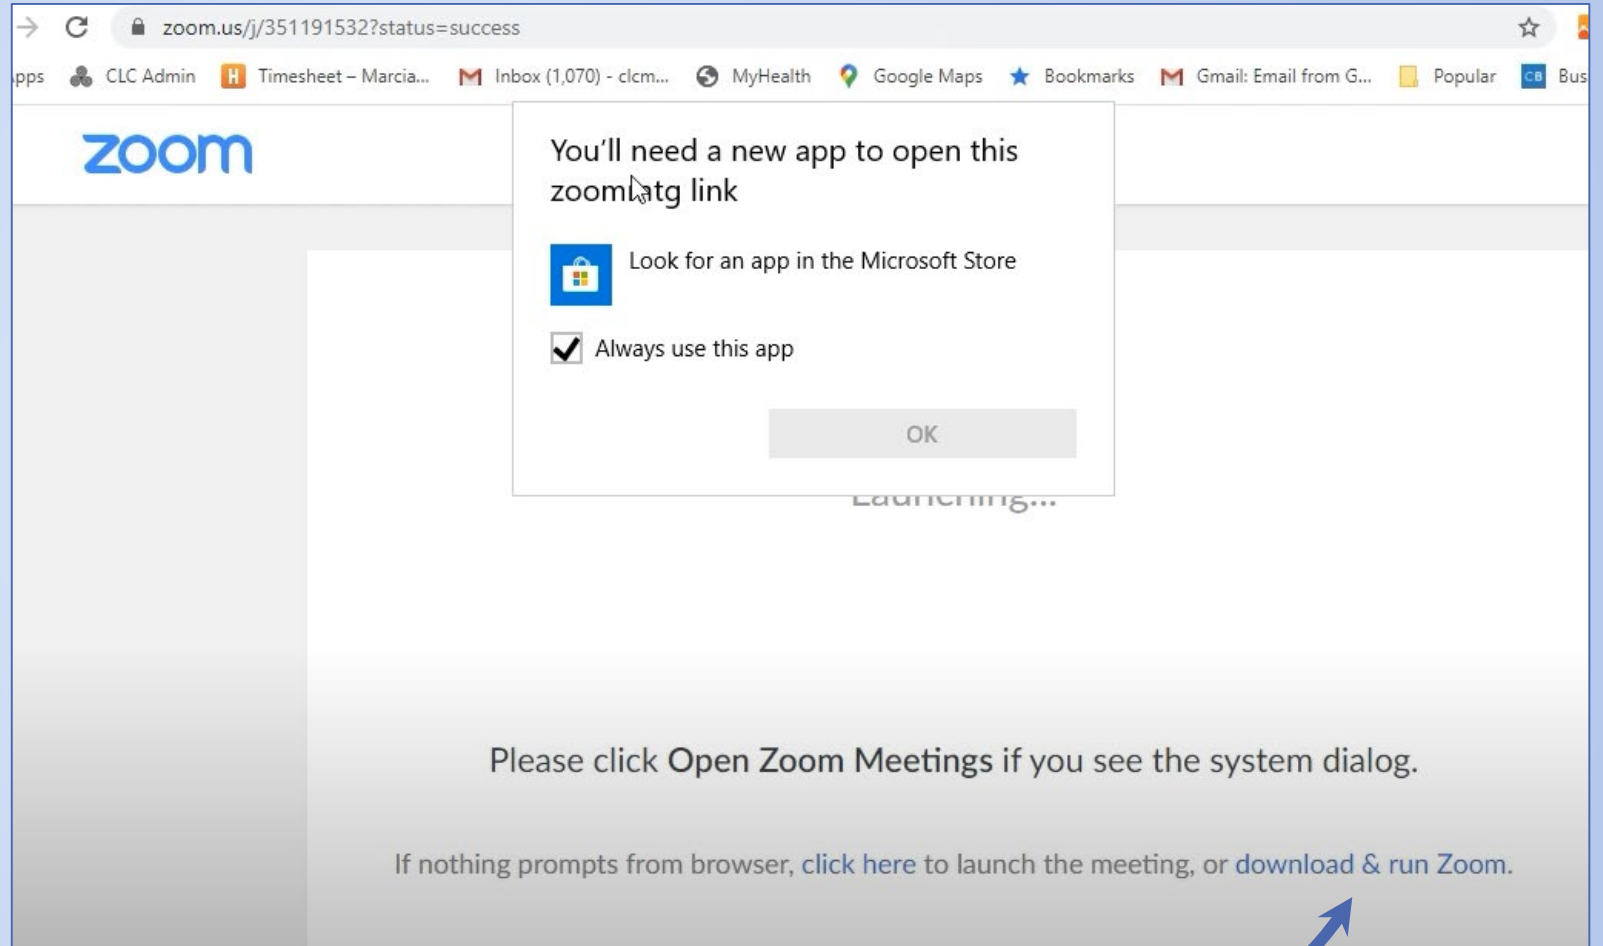 zoom.us/j/351191532?status=success
pps CLC Admin H Timesheet – Marcia... Inbox (1,070) - clcm... MyHealth Google Maps Bookmarks Gmail: Email from G... Popular CB Bus
zoom
You'll need a new app to open this
link
Look for an app in the Microsoft Store
Always use this app
OK
Launching...
Please click Open Zoom Meetings if you see the system dialog.
If nothing prompts from browser, click here to launch the meeting, or download & run Zoom.